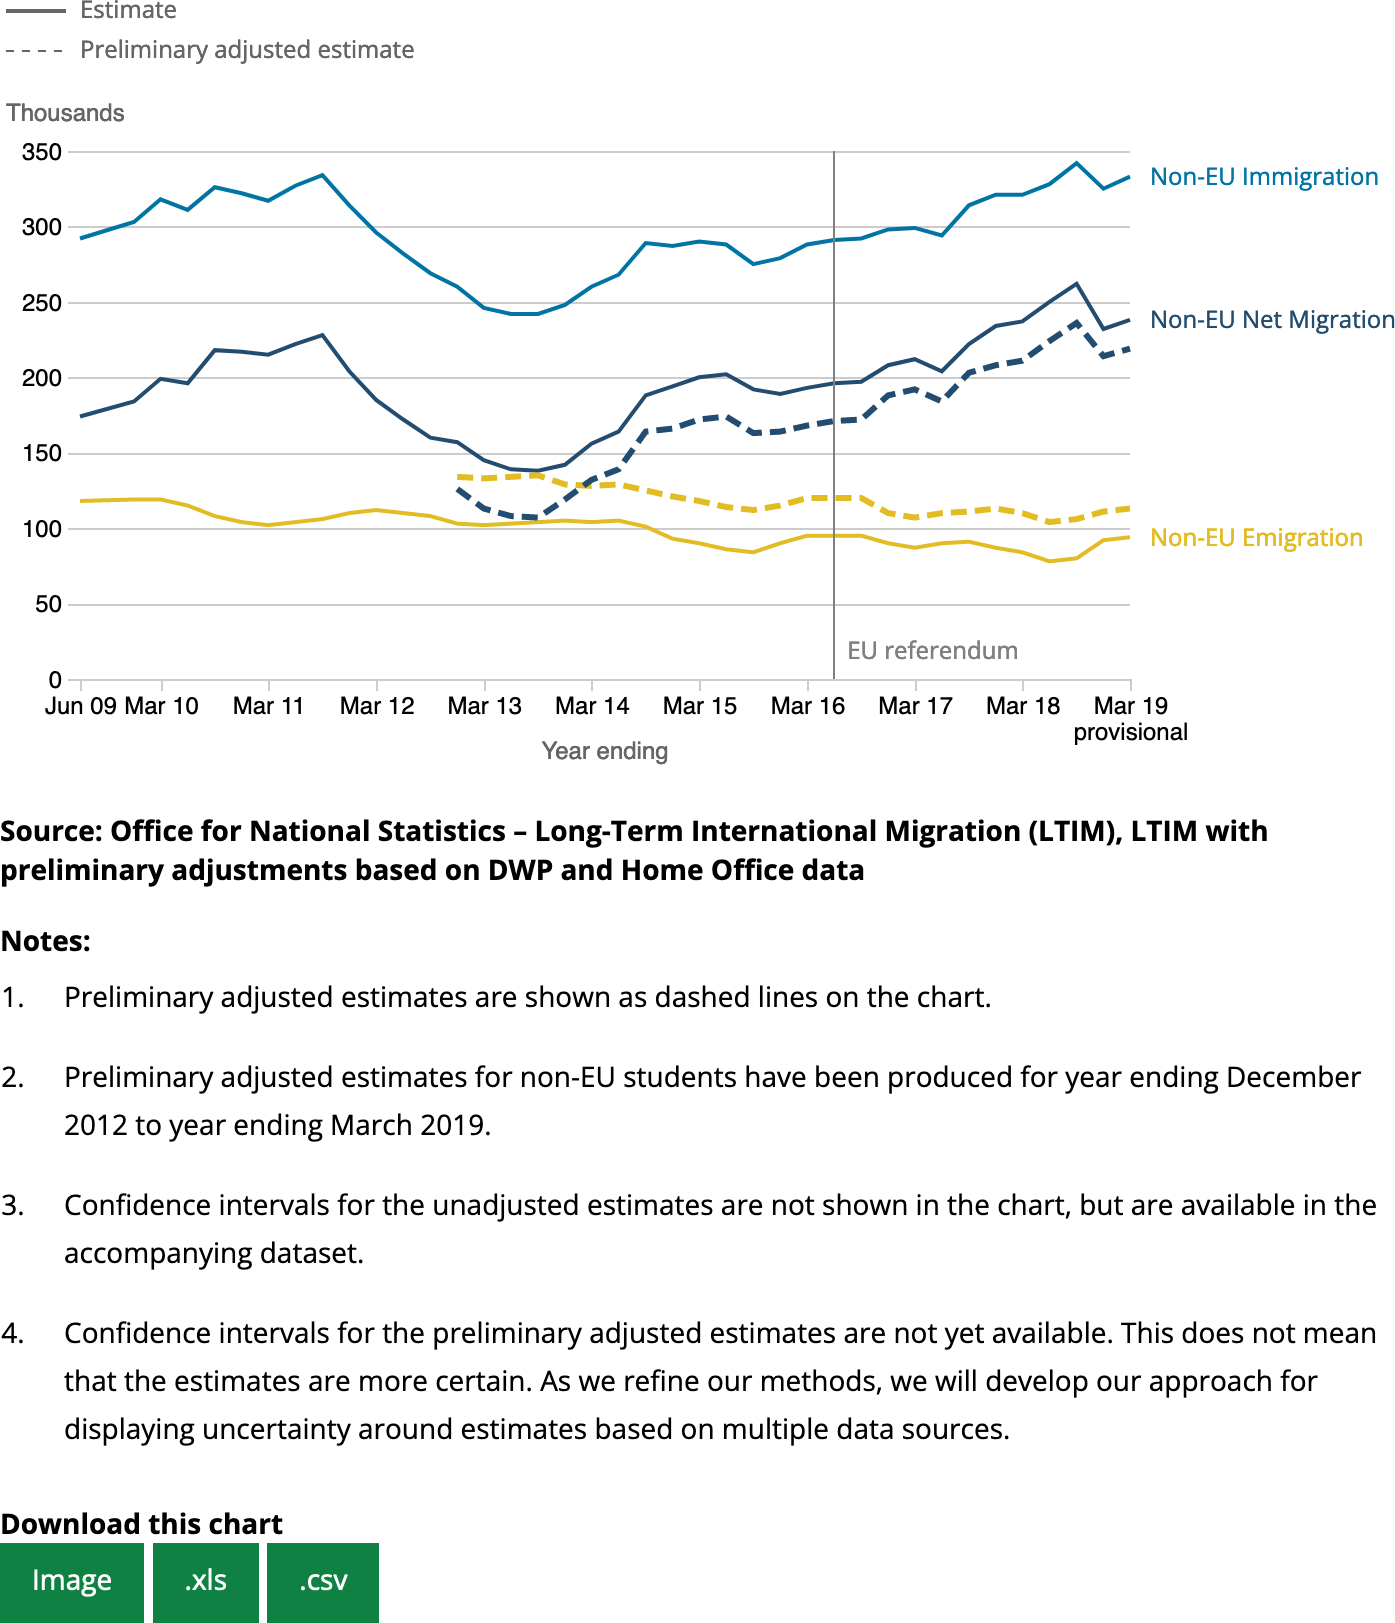 Estimate
Preliminary adjusted estimate
Thousands
350
300
250
200
150
100
50
0
Non-EU Immigration
Non-EU Net Migration
Non-EU Emigration
EU referendum
Jun 09 Mar 10 Mar 11 Mar 12 Mar 13 Mar 14 Mar 15 Mar 16 Mar 17 Mar 18 Mar 19
provisional
Year ending
Source: Office for National Statistics – Long-Term International Migration (LTIM), LTIM with
preliminary adjustments based on DWP and Home Office data
Notes:
1. Preliminary adjusted estimates are shown as dashed lines on the chart.
2. Preliminary adjusted estimates for non-EU students have been produced for year ending December
2012 to year ending March 2019.
3. Confidence intervals for the unadjusted estimates are not shown in the chart, but are available in the
accompanying dataset.
4. Confidence intervals for the preliminary adjusted estimates are not yet available. This does not mean
that the estimates are more certain. As we refine our methods, we will develop our approach for
displaying uncertainty around estimates based on multiple data sources.
Download this chart
Image .xls .csv